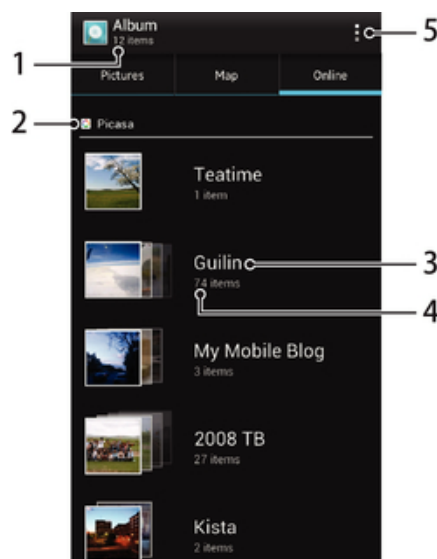 Album
12 items
5
1
Pictures Map Online
2
Picasa
Teatime
1 item
Guilin
3
74 items
4
My Mobile Blog
3 items
2008 TB
27 items
Kista
2 items